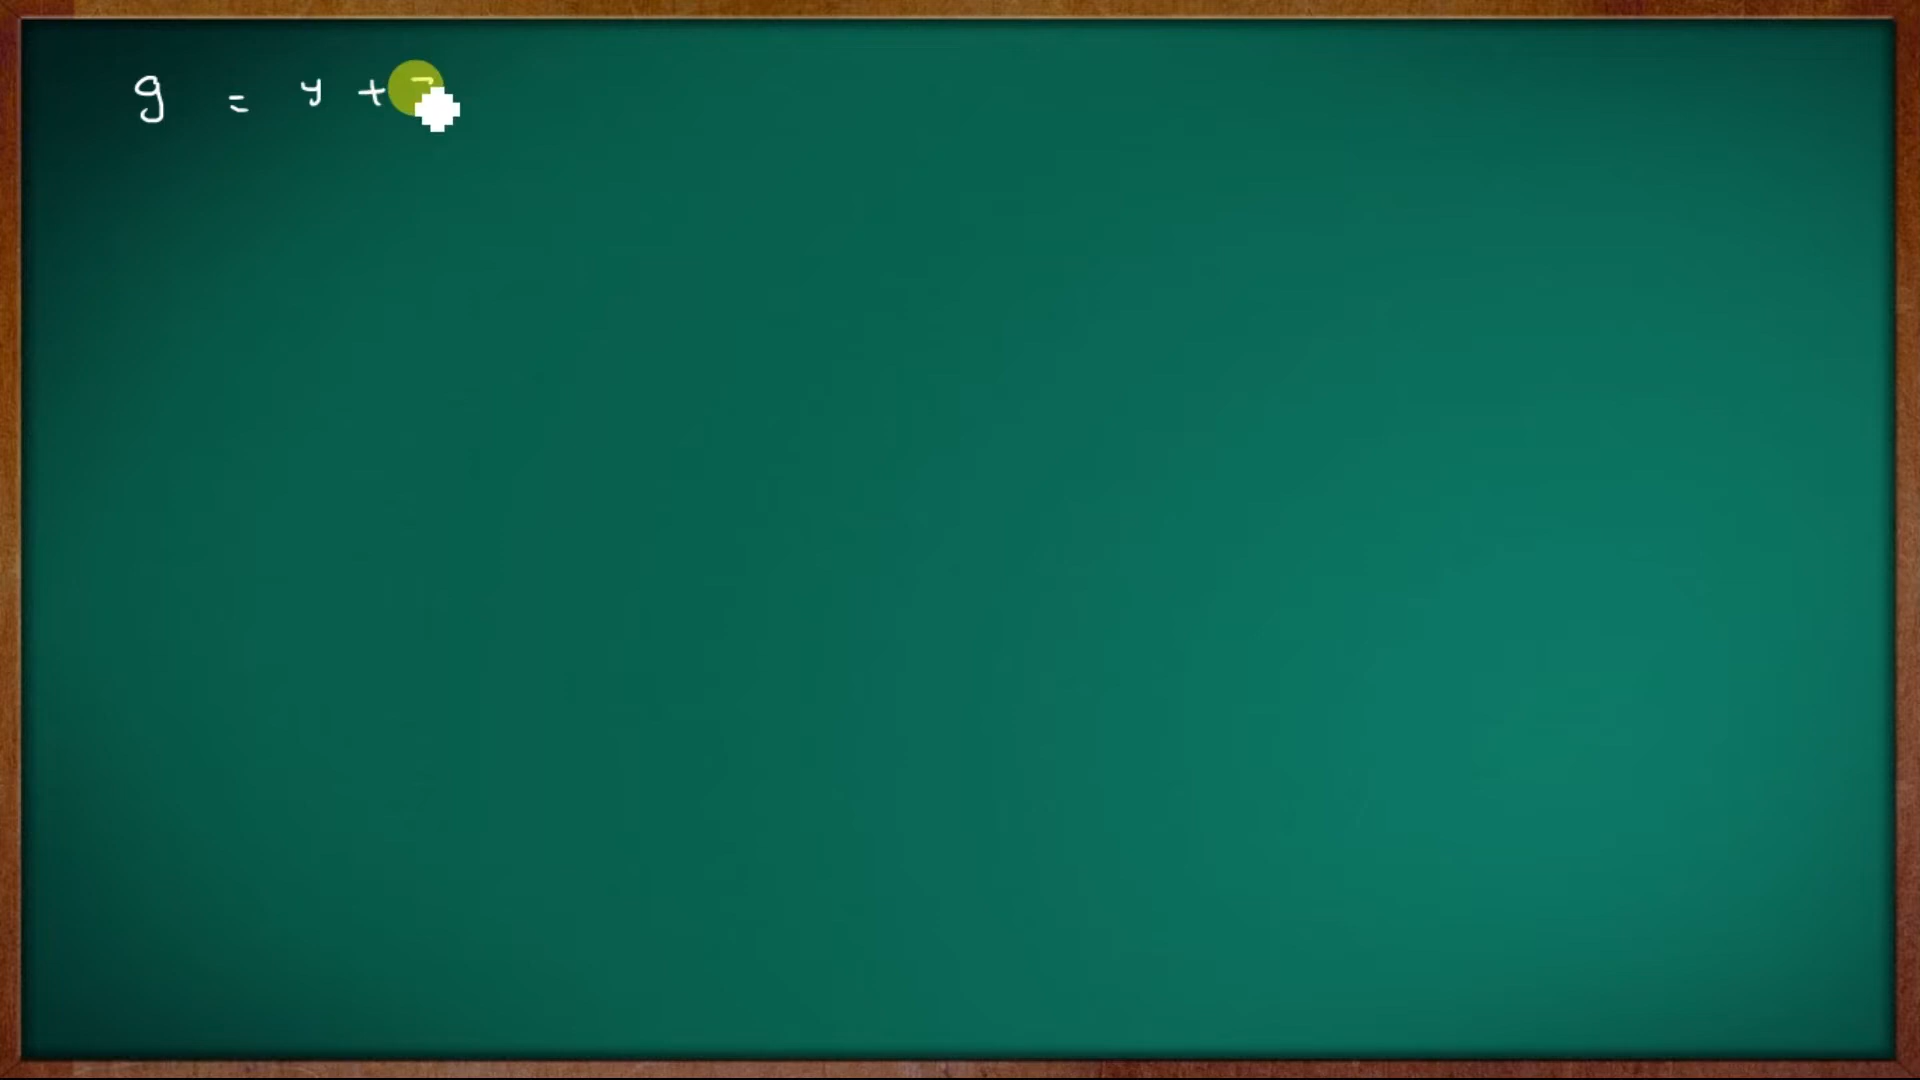 g = y +